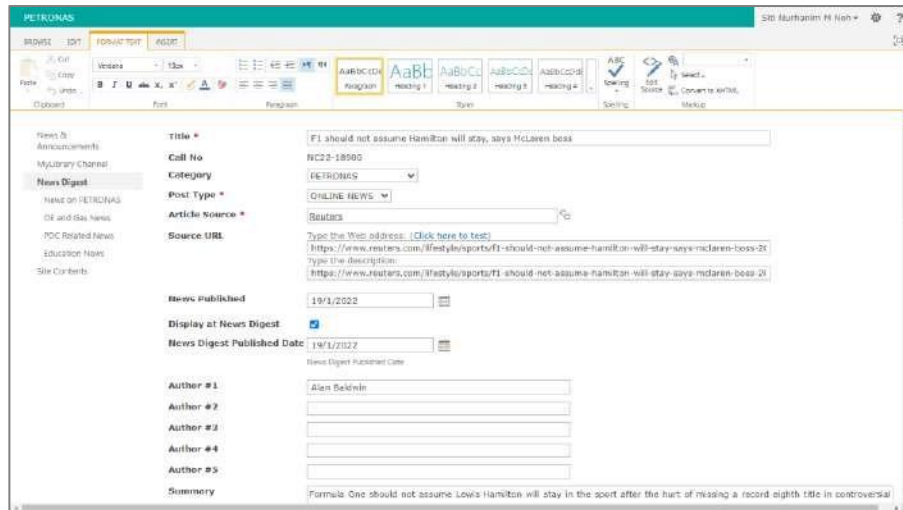 PETRONAS
Siti Nurhanim M Noh
?
BROWSE EDIT FORMAT TEXT INSERT
Cut
Copy
Undo
Paste
Verdana 13px
B I U abc X, X² A
AaBbCcDc AaBb AaBbCc AaBbCcDc AaBbCcDd
Paragraph Heading 1 Heading 2 Heading 3 Heading 4
ABC
Spelling
Edit Source
Select
Convert to XHTML
Clipboard Font Paragraph Styles Spelling Markup
News & Announcements
MyLibrary Channel
News Digest
News on PETRONAS
Oil and Gas News
PDC Related News
Education News
Site Contents
Title * F1 should not assume Hamilton will stay, says McLaren boss
Call No NC22-18980
Category PETRONAS
Post Type * ONLINE NEWS
Article Source * Reuters
Source URL Type the Web address: (Click here to test)
https://www.reuters.com/lifestyle/sports/f1-should-not-assume-hamilton-will-stay-says-mclaren-boss-20
Type the description:
https://www.reuters.com/lifestyle/sports/f1-should-not-assume-hamilton-will-stay-says-mclaren-boss-20
News Published 19/1/2022
Display at News Digest
News Digest Published Date 19/1/2022
News Digest Published Date
Author #1 Alan Baldwin
Author #2
Author #3
Author #4
Author #5
Summary Formula One should not assume Lewis Hamilton will stay in the sport after the hurt of missing a record eighth title in controversial